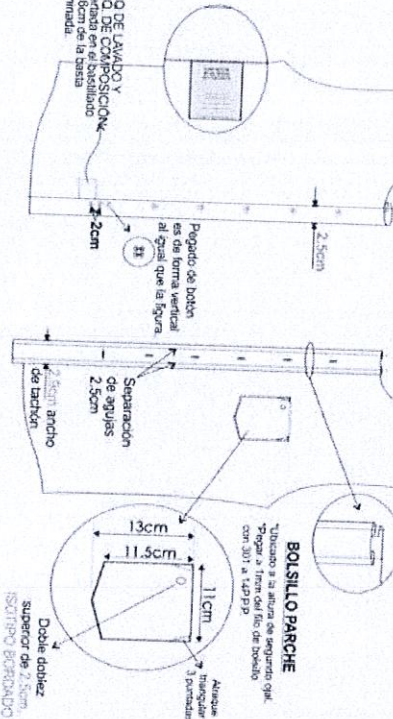 Q DE LAVADO Y
Q. DE COMPOSICIÓN
en el bastillado
6cm de la basta
2cm
Pegado de botón
es de forma vertical
al igual que la figura.
2.5cm
ancho
de tachón
Separación
de agujas
2.5cm
BOLSILLO PARCHE
*Ubicado a la altura de segundo ojal.
*Pegar a 1mm del filo de bolsillo
con 301 a 14P.P.P
13cm
11.5cm
11cm
Atraque
triangular
3 puntadas
Doble doblez
superior de 2.5cm.
ISOTIPO BORDADO